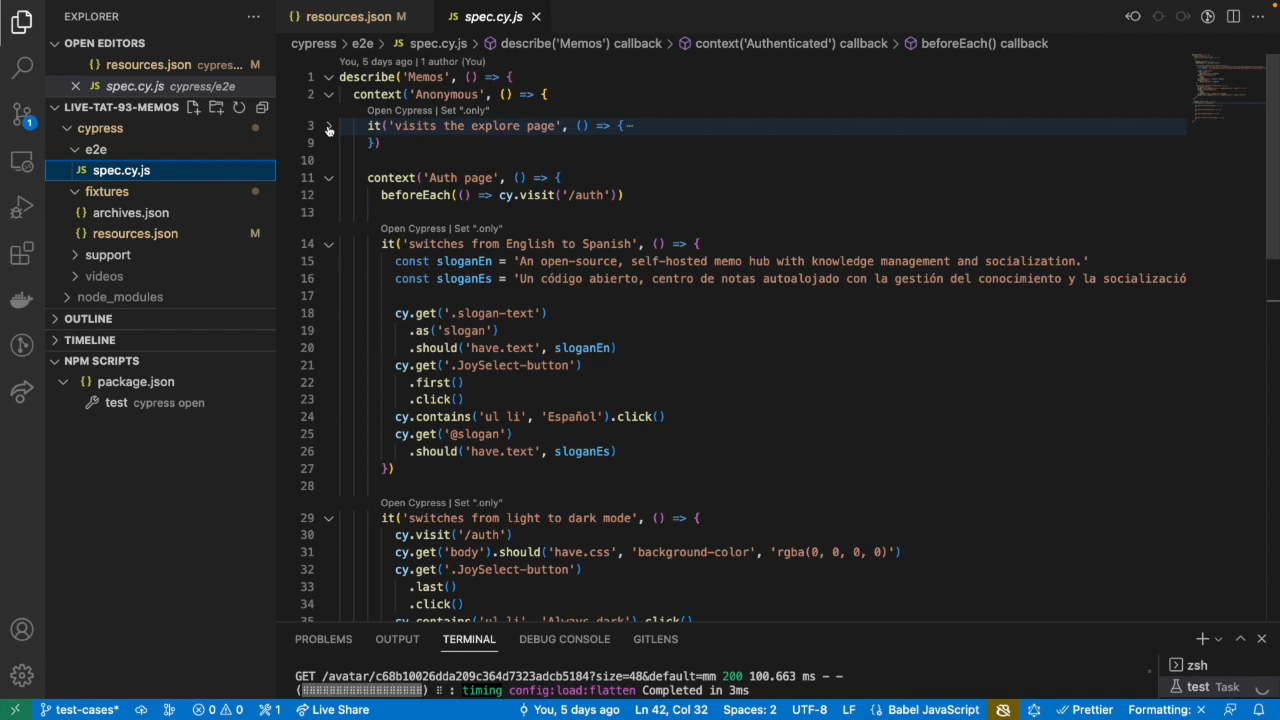 EXPLORER
OPEN EDITORS
resources.json cypres... M
spec.cy.js cypress/e2e
LIVE-TAT-93-MEMOS
cypress
e2e
JS spec.cy.js
fixtures
{} archives.json
{} resources.json M
support
videos
node_modules
OUTLINE
TIMELINE
NPM SCRIPTS
{} package.json
test cypress open
1
{} resources.json M
JS spec.cy.js
cypress > e2e > JS spec.cy.js > describe('Memos') callback > context('Authenticated') callback > beforeEach() callback
You, 5 days ago | 1 author (You)
1 describe('Memos', () => {
2 context('Anonymous', () => {
Open Cypress | Set ".only"
3 it('visits the explore page', () => {
9 })
10
11 context('Auth page', () => {
12 beforeEach(() => cy.visit('/auth'))
13
Open Cypress | Set ".only"
14 it('switches from English to Spanish', () => {
15 const sloganEn = 'An open-source, self-hosted memo hub with knowledge management and socialization.'
16 const sloganEs = 'Un código abierto, centro de notas autoalojado con la gestión del conocimiento y la socializació
17
18 cy.get('.slogan-text')
19 .as('slogan')
20 .should('have.text', sloganEn)
21 cy.get('.JoySelect-button')
22 .first()
23 .click()
24 cy.contains('ul li', 'Español').click()
25 cy.get('@slogan')
26 .should('have.text', sloganEs)
27 })
28
Open Cypress | Set ".only"
29 it('switches from light to dark mode', () => {
30 cy.visit('/auth')
31 cy.get('body').should('have.css', 'background-color', 'rgba(0, 0, 0, 0)')
32 cy.get('.JoySelect-button')
33 .last()
34 .click()
35 cy.contains('ul li', 'Always dark').click()
PROBLEMS OUTPUT TERMINAL DEBUG CONSOLE GITLENS
GET /avatar/c68b10026dda209c364d7323adcb5184?size=48&default=mm 200 100.663 ms - -
: timing config:load:flatten Completed in 3ms
zsh
test Task
test-cases* 0 0 1 Live Share You, 5 days ago Ln 42, Col 32 Spaces: 2 UTF-8 LF {} Babel JavaScript Prettier Formatting: ×